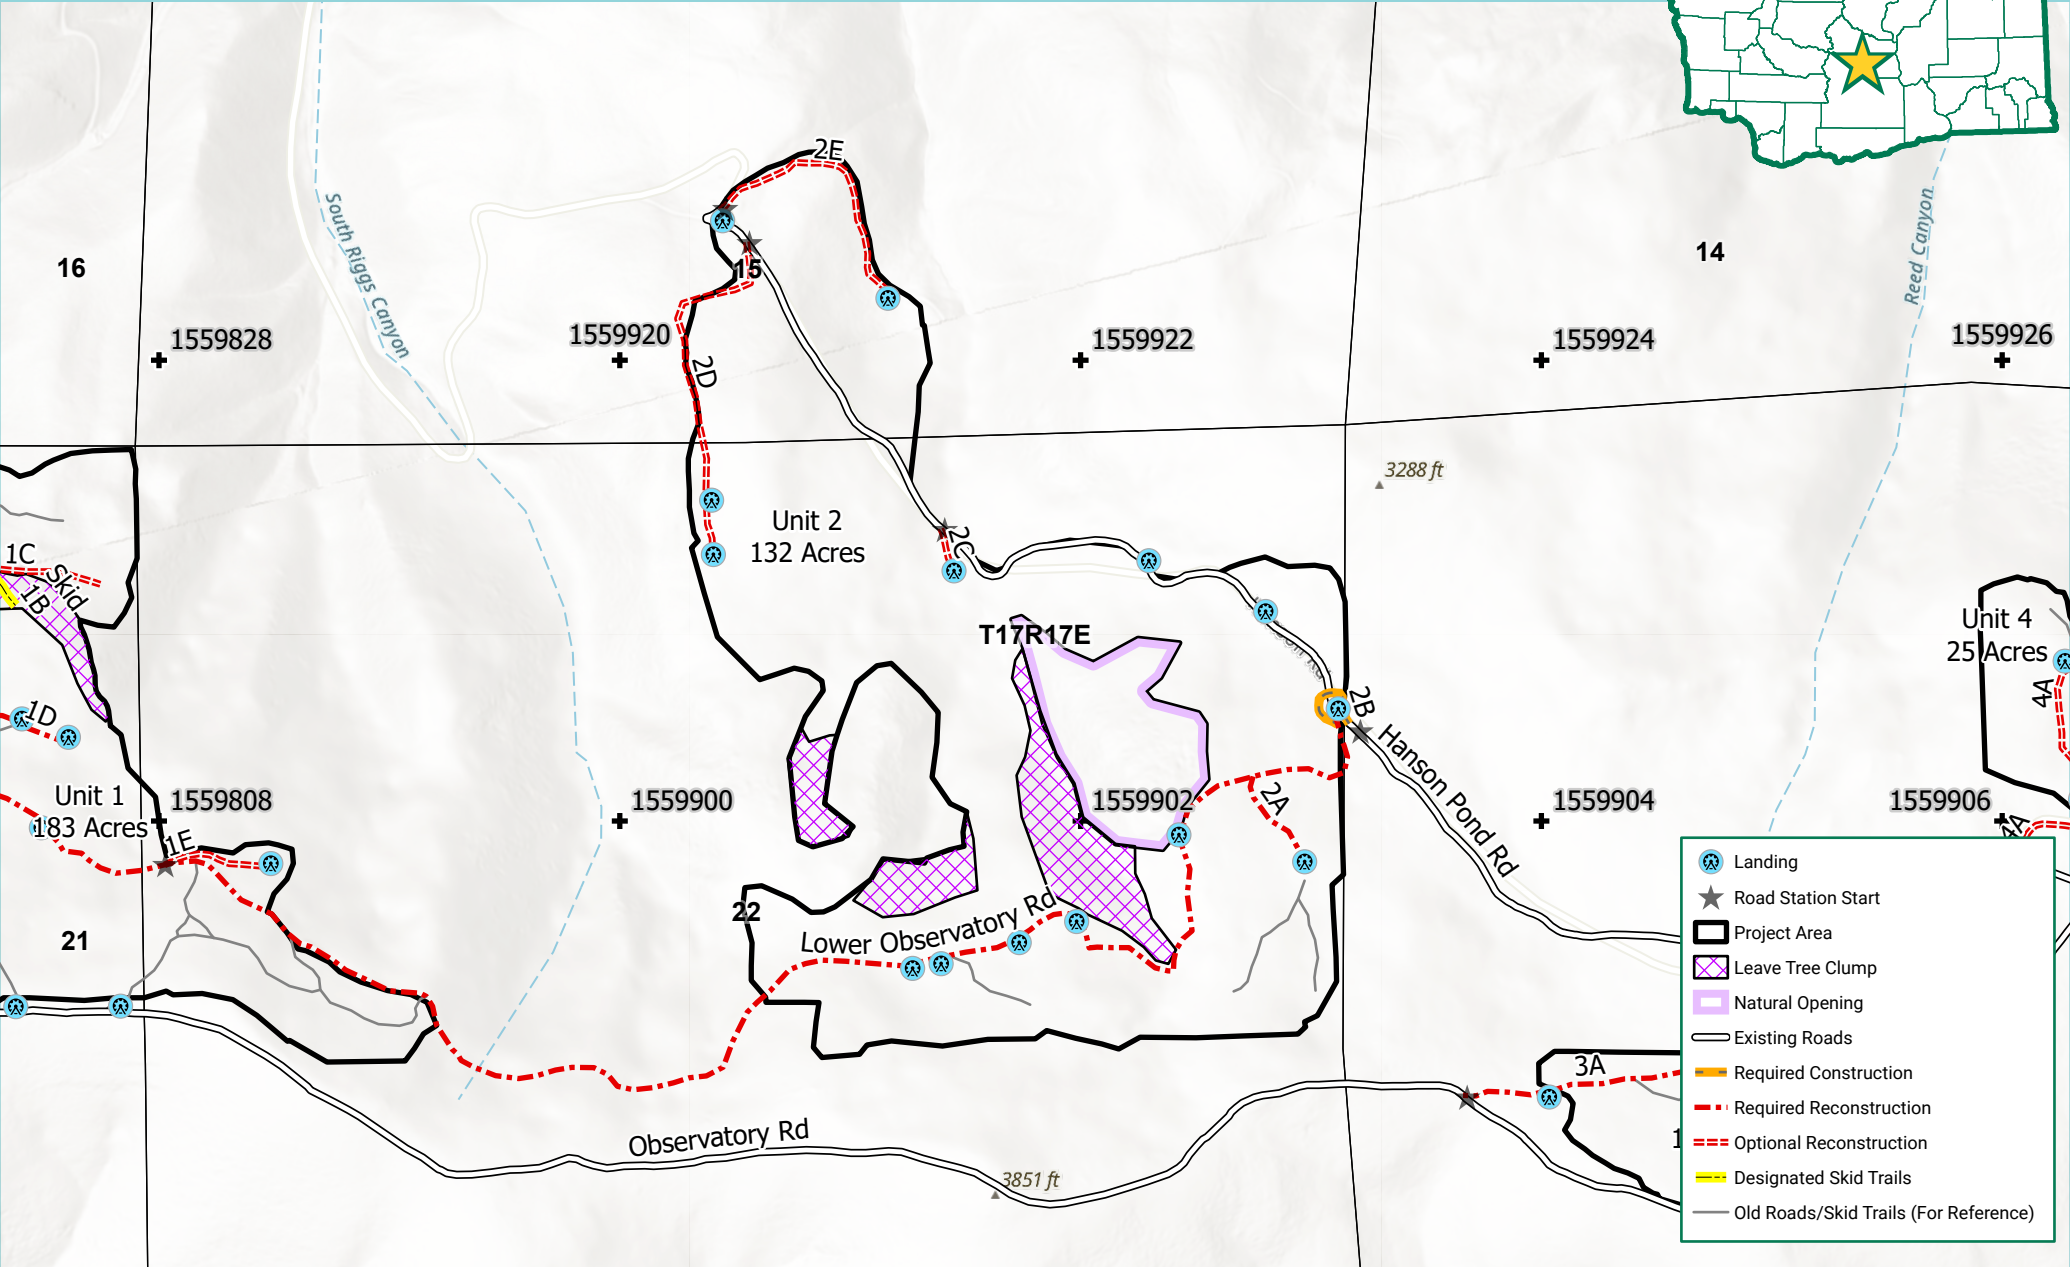 2E
South Riggs Canyon
Reed Canyon
16
15
14
1559828
1559920
1559922
1559924
1559926
2D
3288 ft
Unit 2
132 Acres
2C
1C
Skid
1B
T17R17E
Unit 4
25 Acres
4A
1D
2B
Hanson Pond Rd
Unit 1
183 Acres
1559808
1559900
1559902
1559904
1559906
2A
4A
1E
22
21
Lower Observatory Rd
3A
Observatory Rd
3851 ft
1
Landing
Road Station Start
Project Area
Leave Tree Clump
Natural Opening
Existing Roads
Required Construction
Required Reconstruction
Optional Reconstruction
Designated Skid Trails
Old Roads/Skid Trails (For Reference)